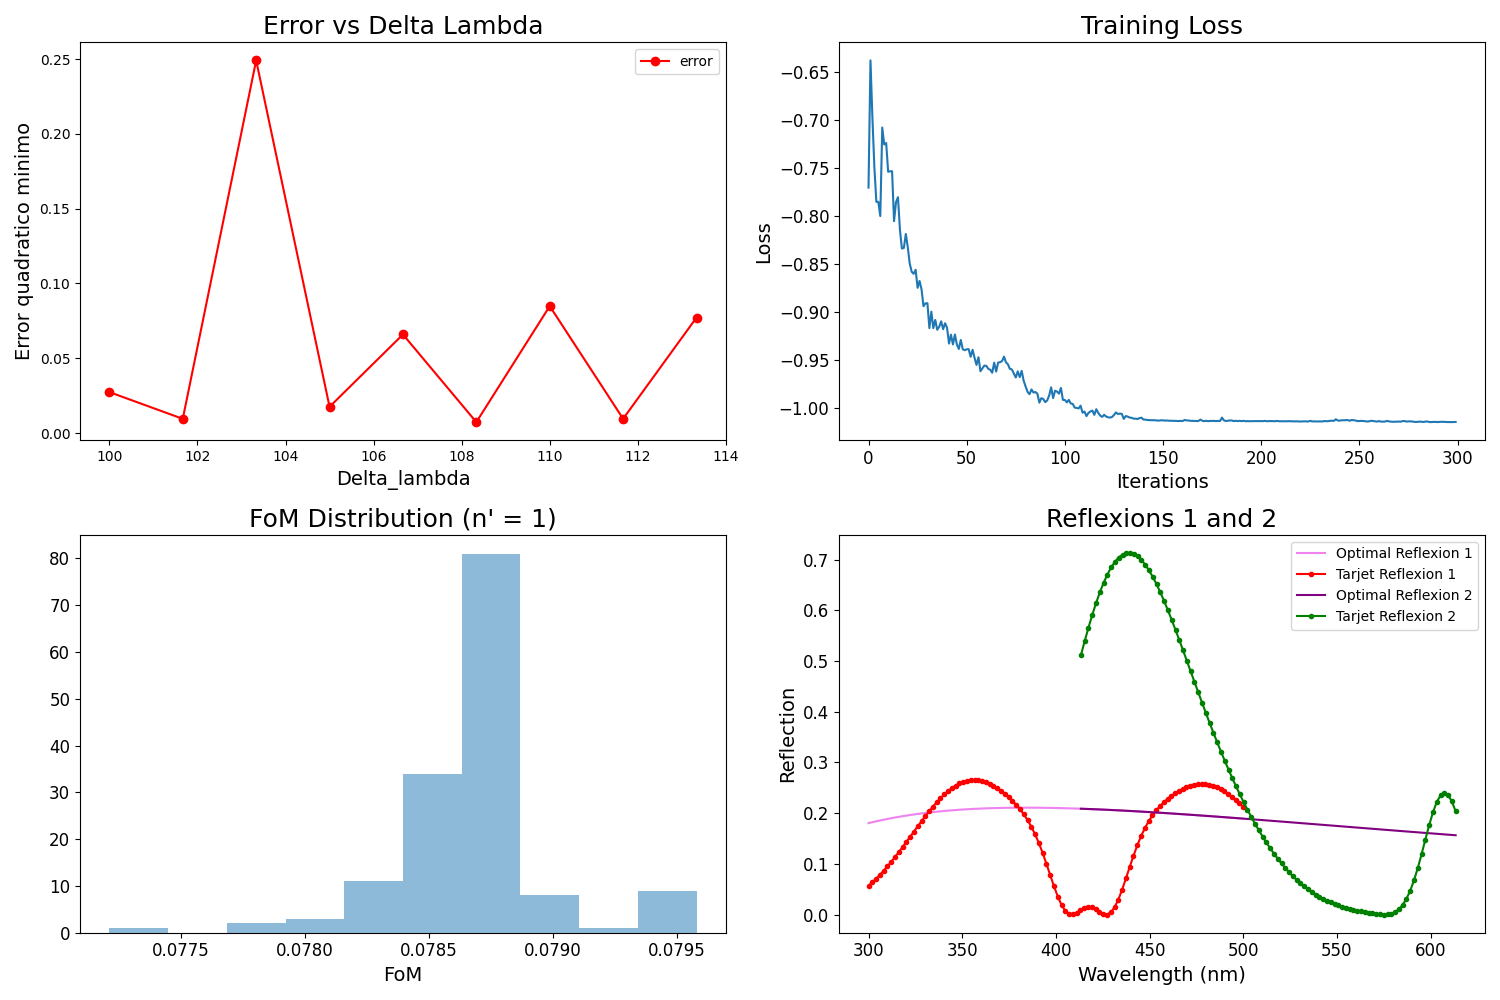 Error vs Delta Lambda
Error quadratico minimo
0.25
0.20
0.15
0.10
0.05
0.00
error
100 102 104 106 108 110 112 114
Delta_lambda
Training Loss
Loss
−0.65
−0.70
−0.75
−0.80
−0.85
−0.90
−0.95
−1.00
0 50 100 150 200 250 300
Iterations
FoM Distribution (n' = 1)
80
70
60
50
40
30
20
10
0
0.0775 0.0780 0.0785 0.0790 0.0795
FoM
Reflexions 1 and 2
Reflection
0.7
0.6
0.5
0.4
0.3
0.2
0.1
0.0
Optimal Reflexion 1
Tarjet Reflexion 1
Optimal Reflexion 2
Tarjet Reflexion 2
300 350 400 450 500 550 600
Wavelength (nm)